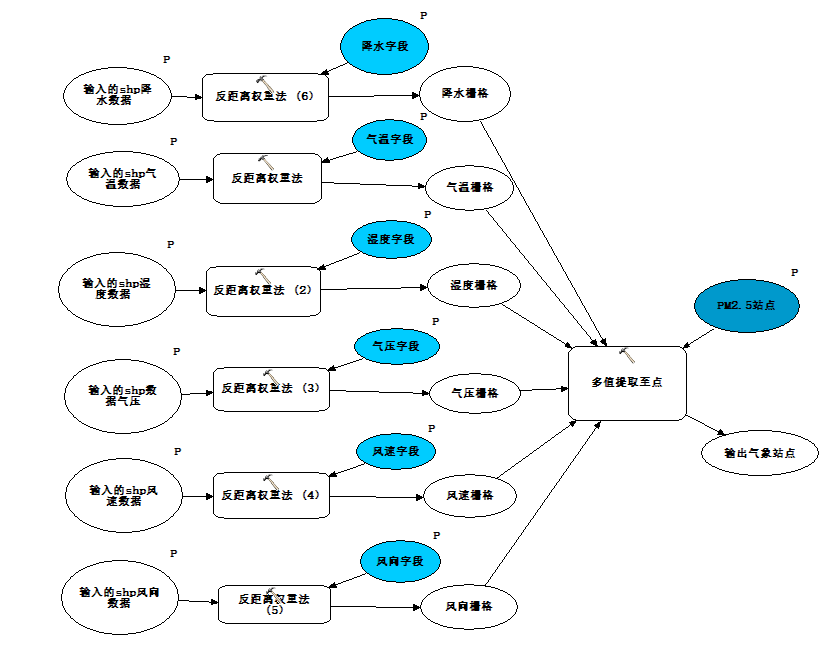 P
降水字段
P
输入的shp降
水数据
反距离权重法 (6)
降水栅格
P
气温字段
P
输入的shp气
温数据
反距离权重法
气温栅格
P
湿度字段
P
输入的shp湿
度数据
反距离权重法 (2)
湿度栅格
P
PM2.5站点
P
气压字段
P
输入的shp数
据气压
反距离权重法 (3)
气压栅格
多值提取至点
P
风速字段
P
输入的shp风
速数据
反距离权重法 (4)
风速栅格
输出气象站点
P
风向字段
P
输入的shp风向
数据
反距离权重法
(5)
风向栅格